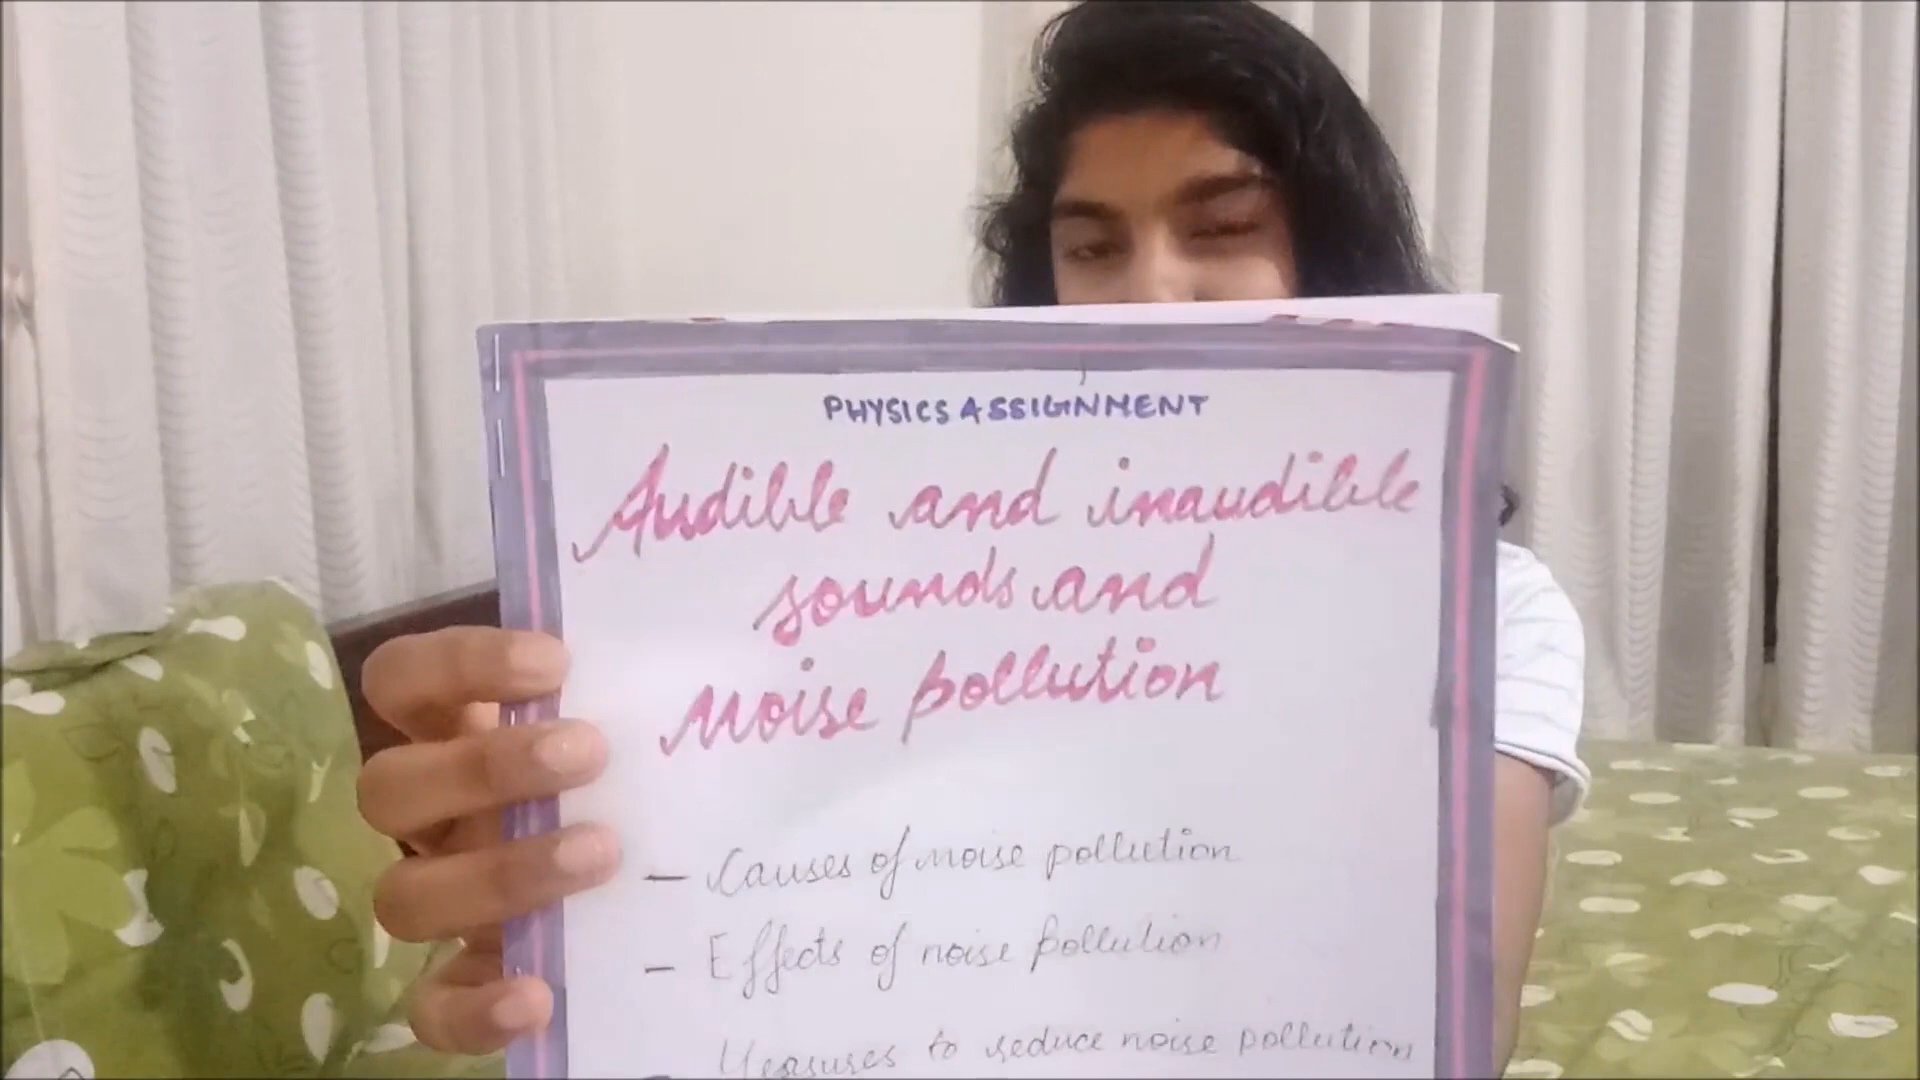 PHYSICS ASSIGNMENT
Audible and inaudible
sounds and
Noise pollution
— Causes of noise pollution
— Effects of noise pollution
— Measures to reduce noise pollution